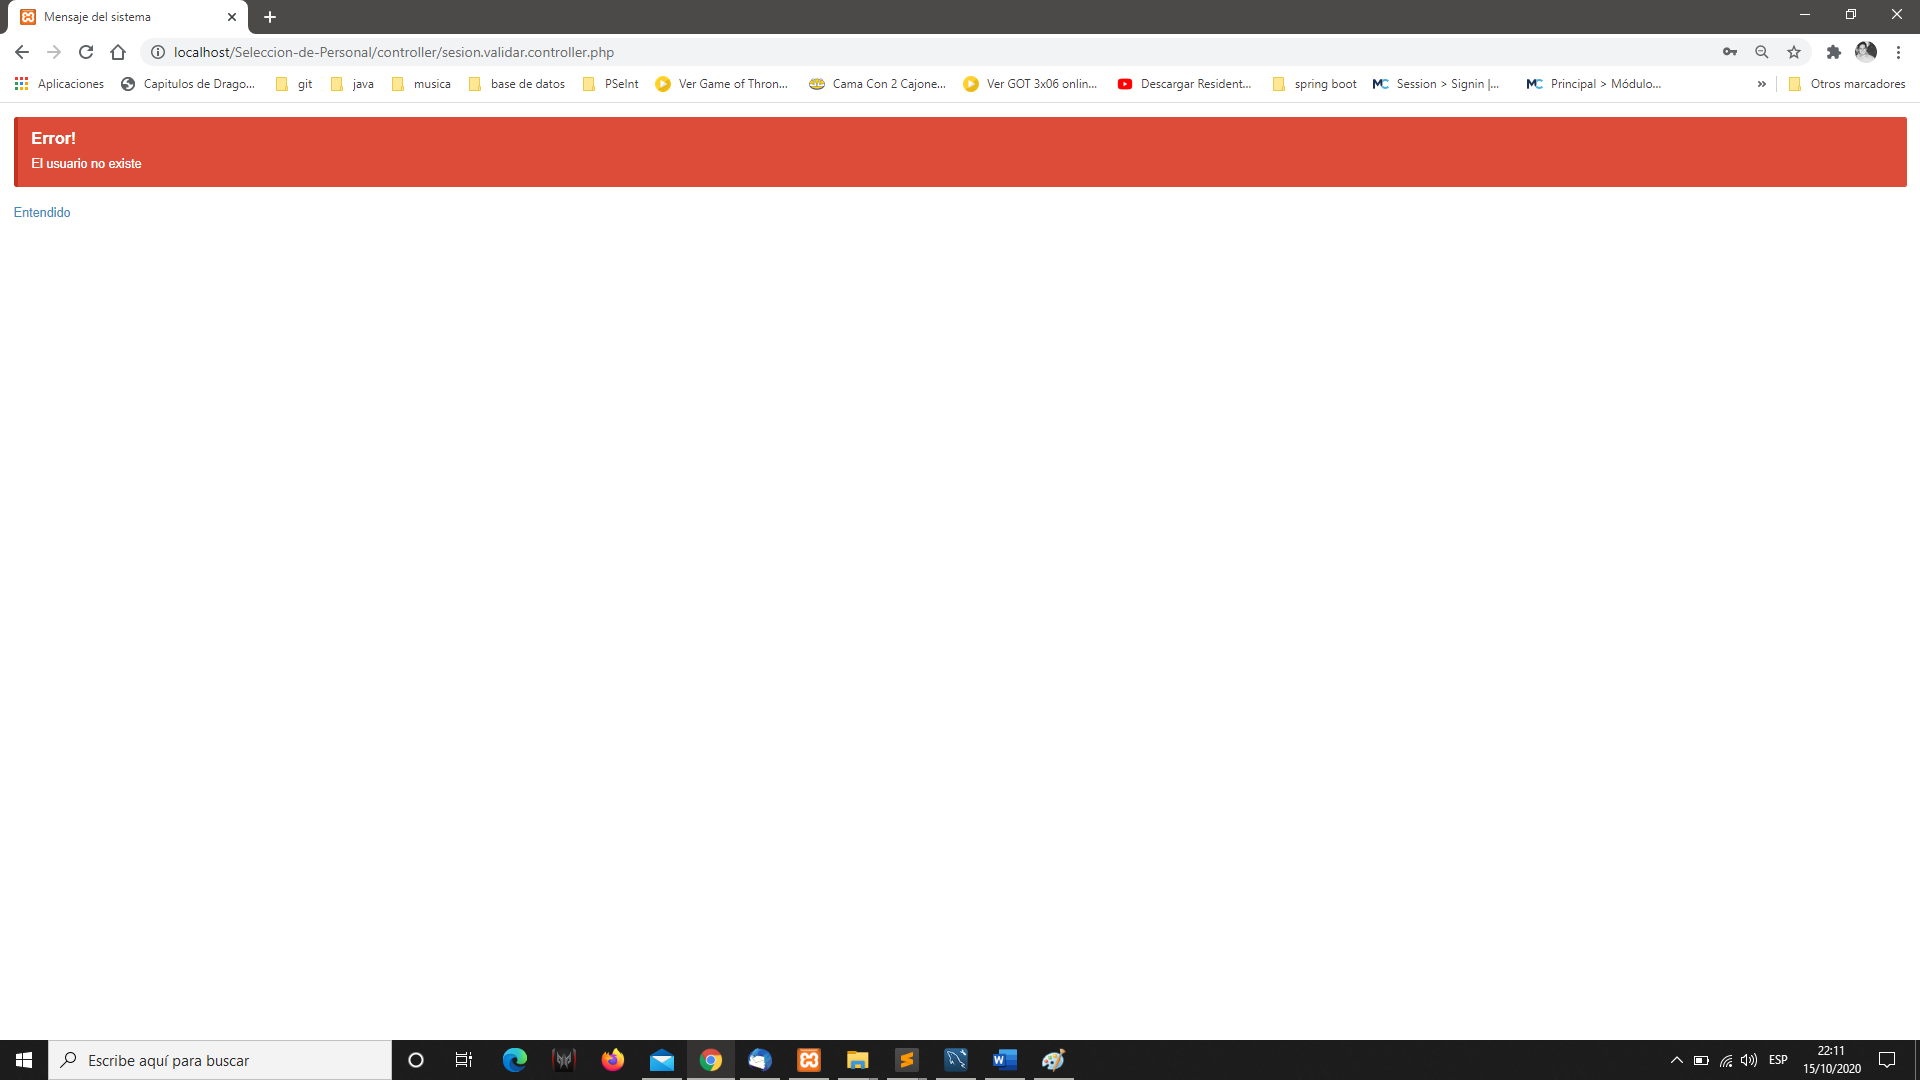 Mensaje del sistema
localhost/Seleccion-de-Personal/controller/sesion.validar.controller.php
Aplicaciones Capitulos de Drago... git java musica base de datos PSeInt Ver Game of Thron... Cama Con 2 Cajone... Ver GOT 3x06 onlin... Descargar Resident... spring boot MC Session > Signin |... MC Principal > Módulo... » Otros marcadores
Error!
El usuario no existe
Entendido
Escribe aquí para buscar
ESP
22:11
15/10/2020